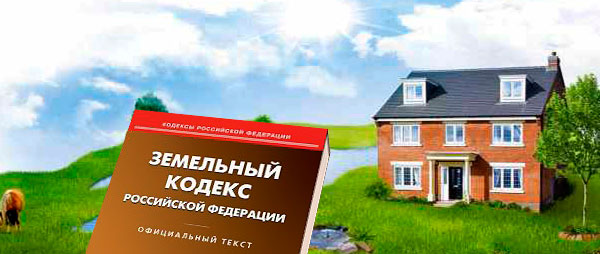 КОДЕКСЫ РОССИЙСКОЙ ФЕДЕРАЦИИ
ЗЕМЕЛЬНЫЙ
КОДЕКС
РОССИЙСКОЙ ФЕДЕРАЦИИ
ОФИЦИАЛЬНЫЙ ТЕКСТ